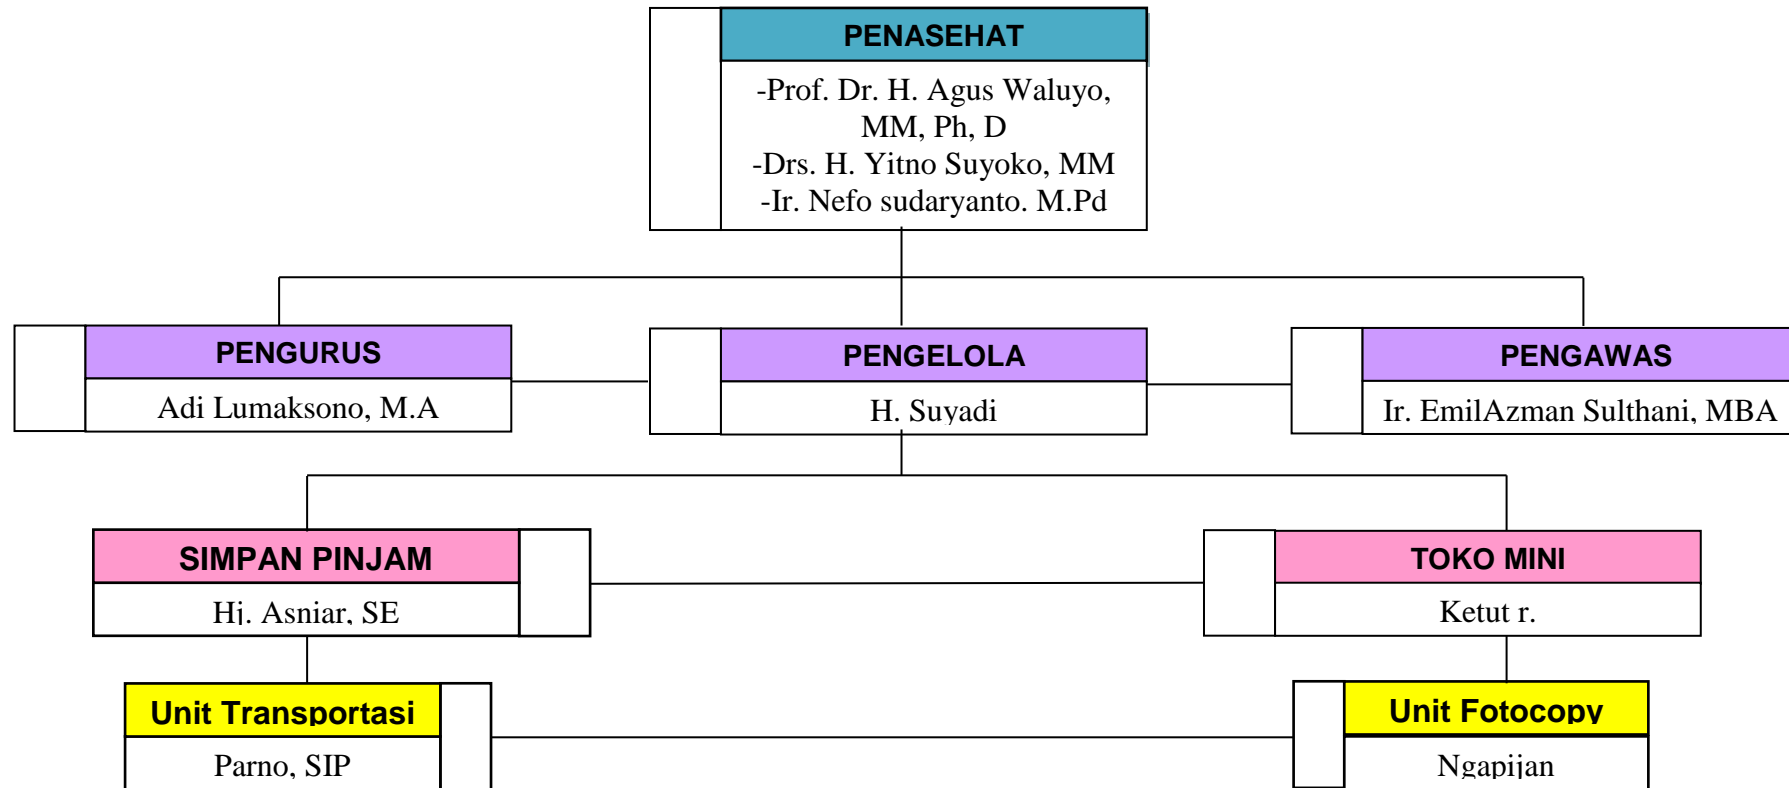 PENASEHAT
-Prof. Dr. H. Agus Waluyo,
MM, Ph, D
-Drs. H. Yitno Suyoko, MM
-Ir. Nefo sudaryanto. M.Pd
PENGURUS
Adi Lumaksono, M.A
PENGELOLA
H. Suyadi
PENGAWAS
Ir. EmilAzman Sulthani, MBA
SIMPAN PINJAM
Hj. Asniar, SE
TOKO MINI
Ketut r.
Unit Transportasi
Parno, SIP
Unit Fotocopy
Ngapijan